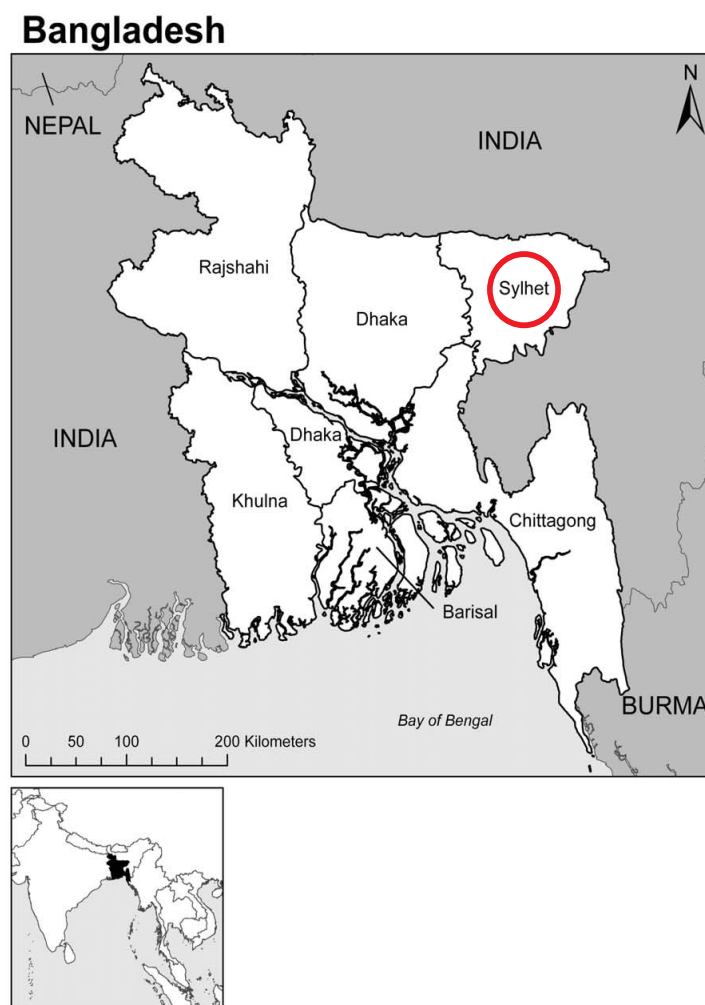 Bangladesh
N
NEPAL
INDIA
Rajshahi
Sylhet
Dhaka
INDIA
Dhaka
Khulna
Chittagong
Barisal
BURMA
Bay of Bengal
0 50 100 200 Kilometers